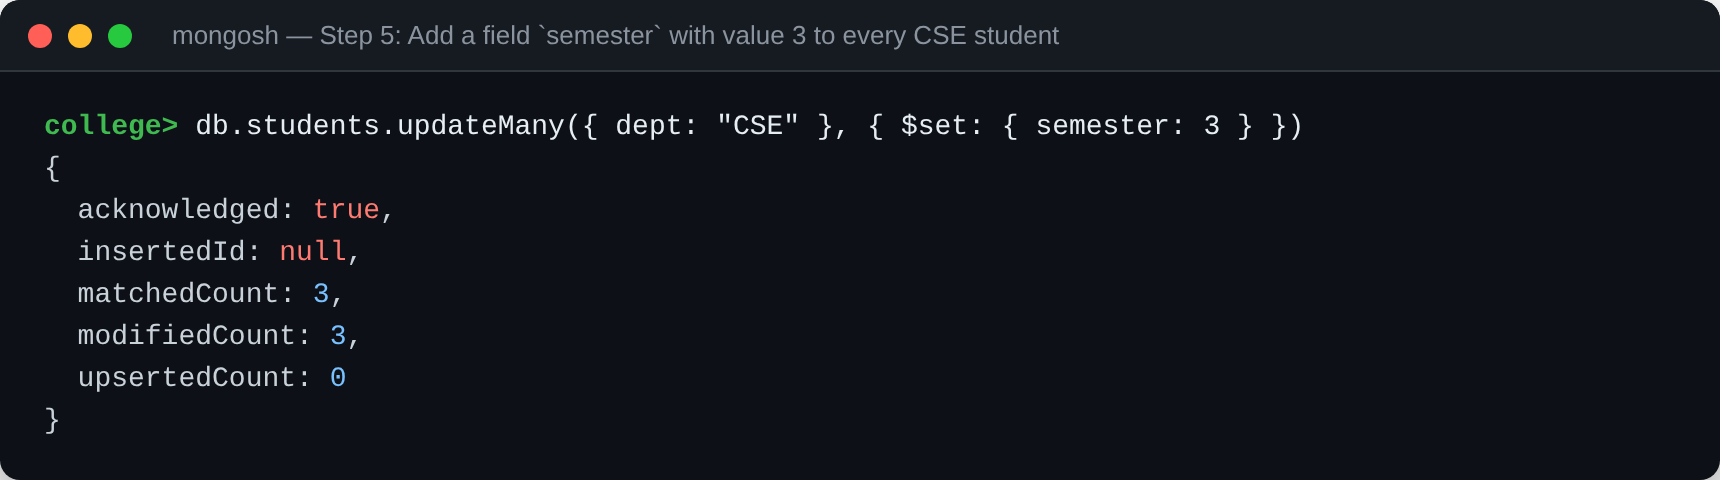 mongosh — Step 5: Add a field `semester` with value 3 to every CSE student
college> db.students.updateMany({ dept: "CSE" }, { $set: { semester: 3 } })
{
  acknowledged: true,
  insertedId: null,
  matchedCount: 3,
  modifiedCount: 3,
  upsertedCount: 0
}